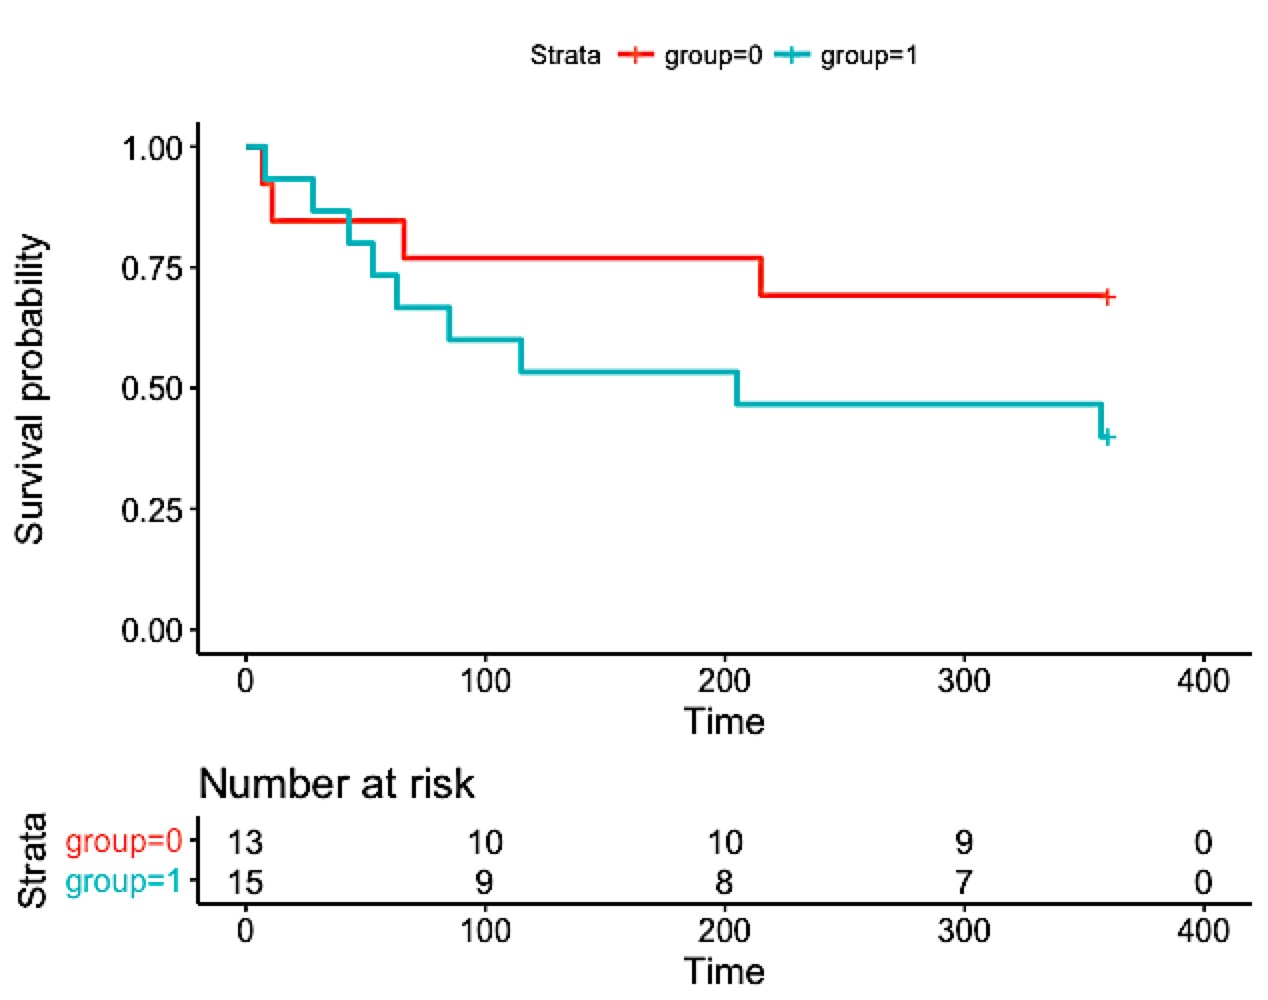 Strata group=0 group=1
Survival probability
1.00
0.75
0.50
0.25
0.00
0 100 200 300 400
Time
Number at risk
Strata
group=0 13 10 10 9 0
group=1 15 9 8 7 0
0 100 200 300 400
Time